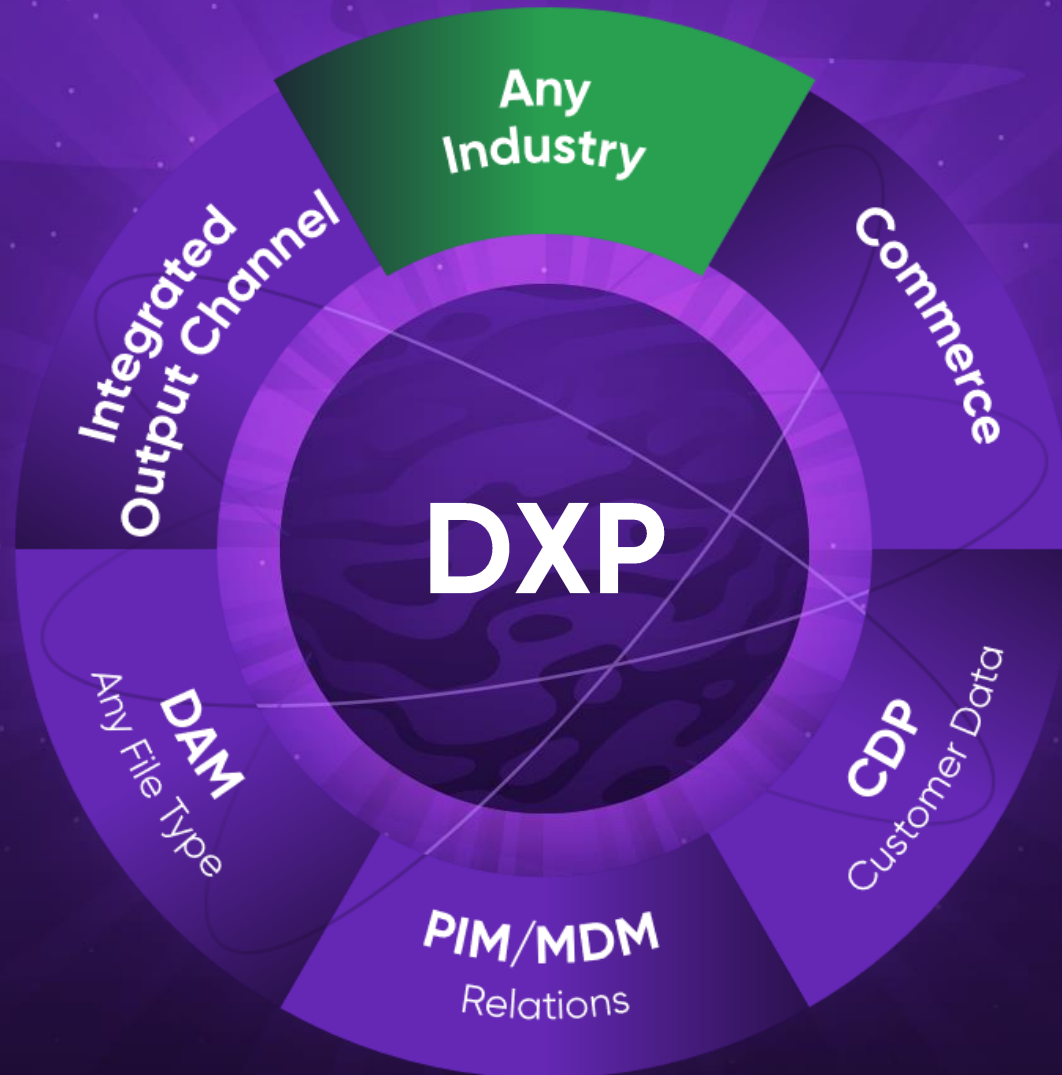 Any
Industry
Integrated
Output Channel
Commerce
DXP
DAM
Any File Type
CDP
Customer Data
PIM/MDM
Relations